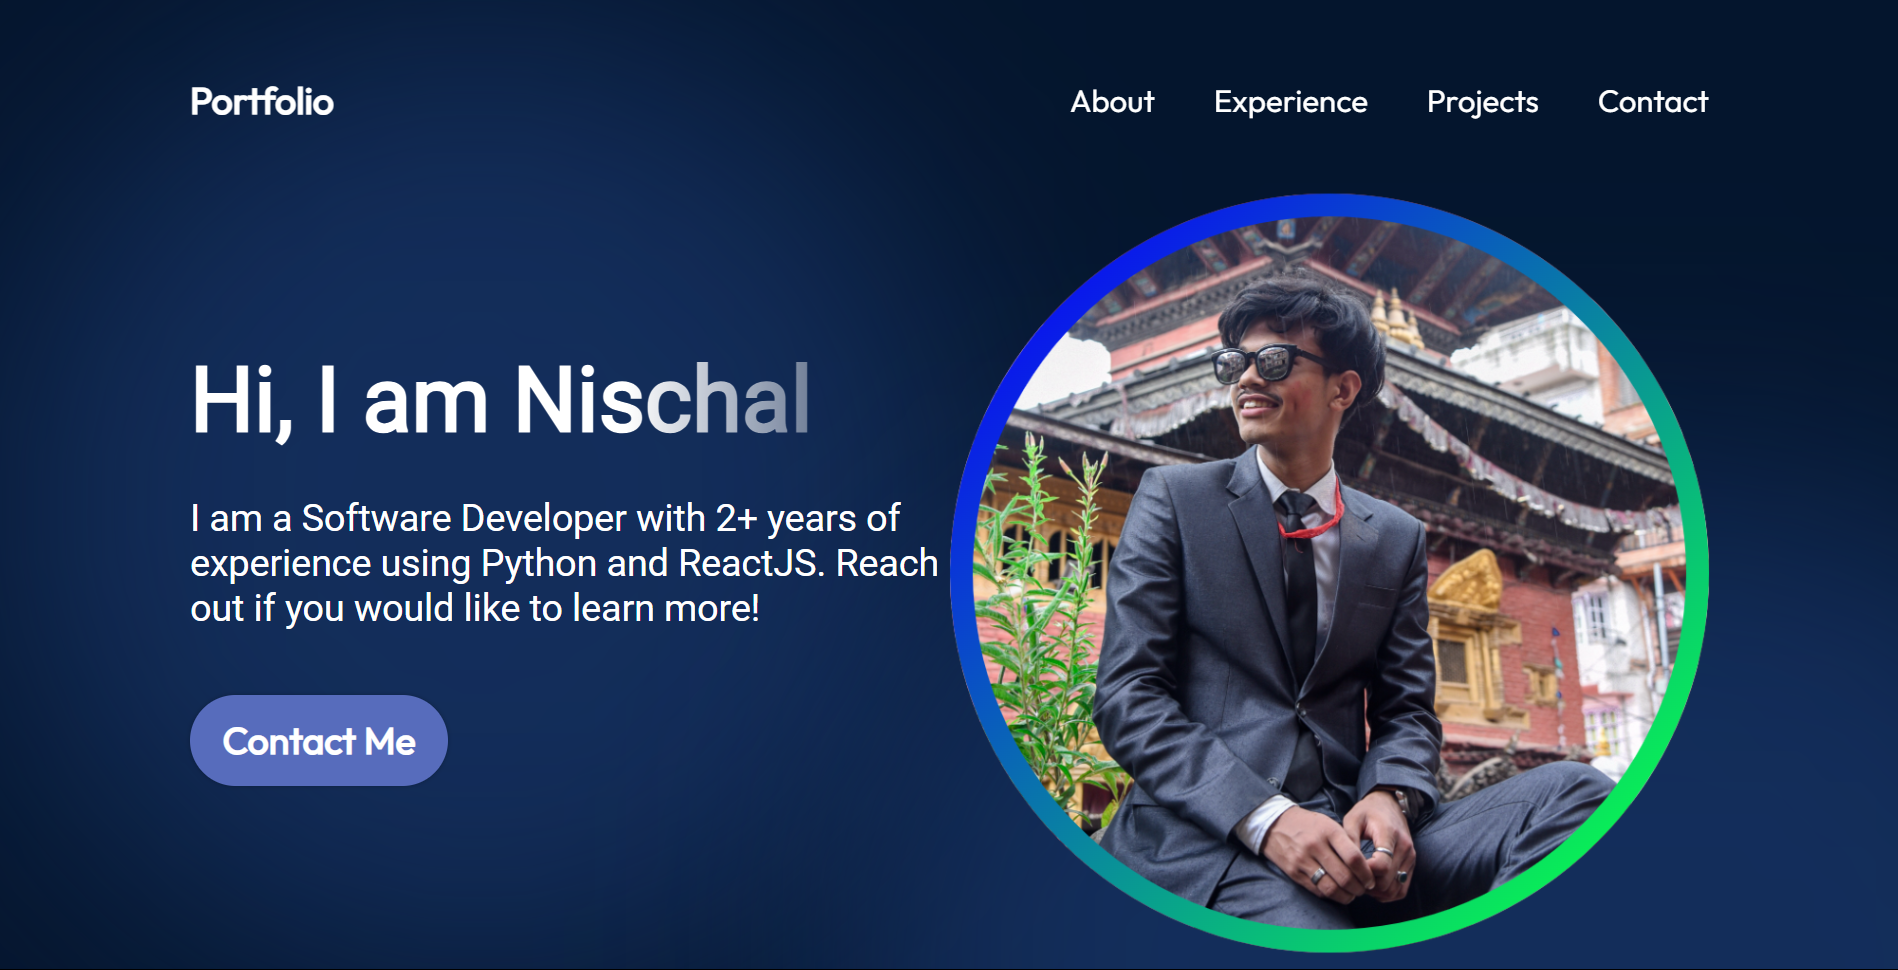 Portfolio
About
Experience
Projects
Contact
Hi, I am Nischal
I am a Software Developer with 2+ years of
experience using Python and ReactJS. Reach
out if you would like to learn more!
Contact Me